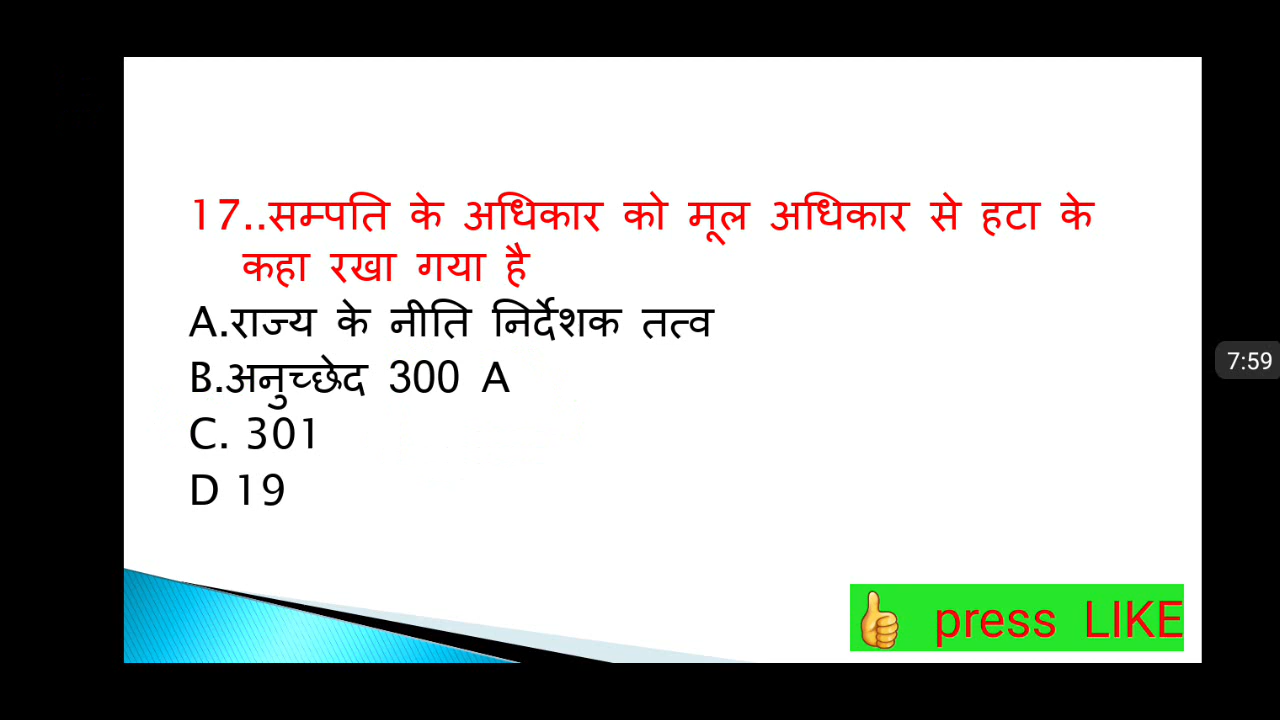 17..सम्पति के अधिकार को मूल अधिकार से हटा के
कहा रखा गया है
A.राज्य के नीति निर्देशक तत्व
B.अनुच्छेद 300 A
C. 301
D 19
7:59
👍 press LIKE